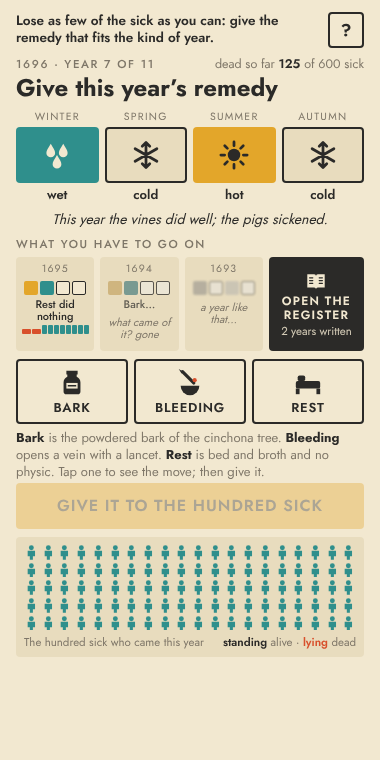 Lose as few of the sick as you can: give the
remedy that fits the kind of year.
?
1696 · YEAR 7 OF 11
dead so far 125 of 600 sick
Give this year's remedy
WINTER SPRING SUMMER AUTUMN
wet cold hot cold
This year the vines did well; the pigs sickened.
WHAT YOU HAVE TO GO ON
1695
Rest did
nothing
1694
Bark...
what came of
it? gone
1693
a year like
that...
OPEN THE
REGISTER
2 years written
BARK BLEEDING REST
Bark is the powdered bark of the cinchona tree. Bleeding
opens a vein with a lancet. Rest is bed and broth and no
physic. Tap one to see the move; then give it.
GIVE IT TO THE HUNDRED SICK
The hundred sick who came this year
standing alive · lying dead